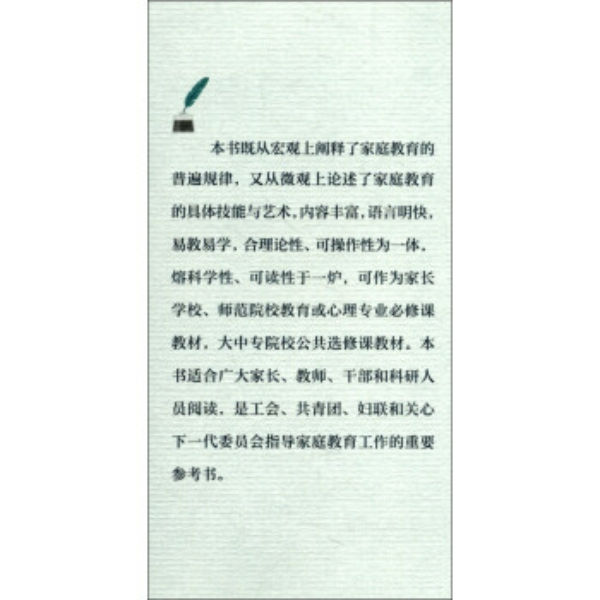 本书既从宏观上阐释了家庭教育的
普遍规律，又从微观上论述了家庭教育
的具体技能与艺术，内容丰富，语言明快，
易教易学，合理论性、可操作性为一体，
熔科学性、可读性于一炉，可作为家长
学校、师范院校教育或心理专业必修课
教材，大中专院校公共选修课教材。本
书适合广大家长、教师、干部和科研人
员阅读，是工会、共青团、妇联和关心
下一代委员会指导家庭教育工作的重要
参考书。